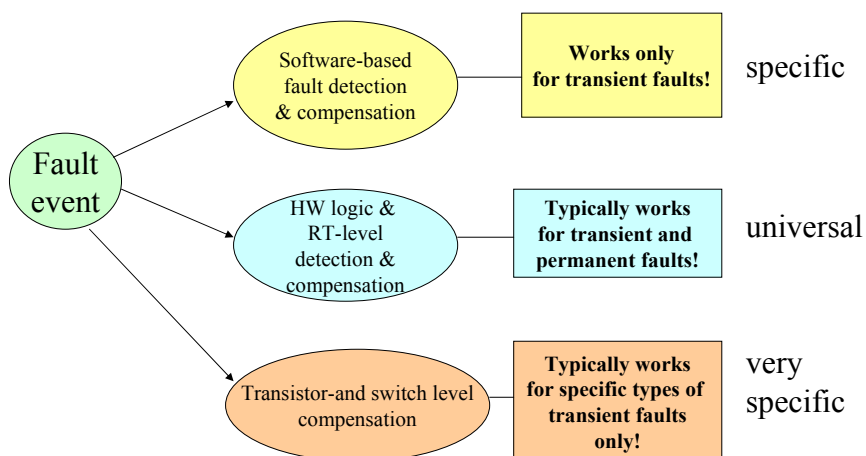 Fault
event
Software-based
fault detection
& compensation
Works only
for transient faults!
specific
HW logic &
RT-level
detection &
compensation
Typically works
for transient and
permanent faults!
universal
Transistor-and switch level
compensation
Typically works
for specific types of
transient faults
only!
very
specific